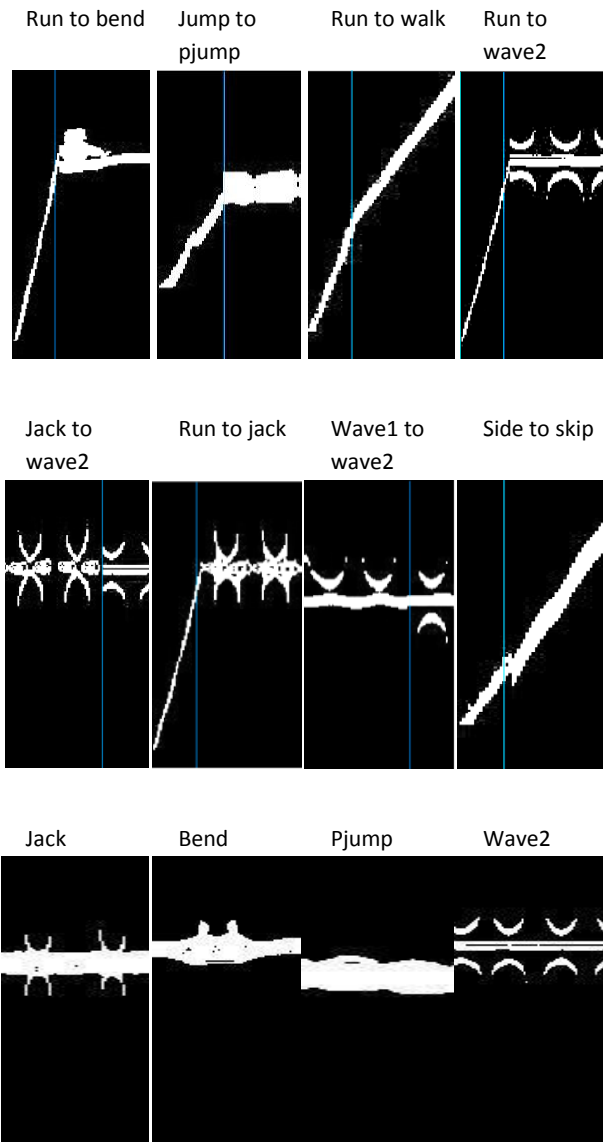 Run to bend
Jump to
pjump
Run to walk
Run to
wave2
Jack to
wave2
Run to jack
Wave1 to
wave2
Side to skip
Jack
Bend
Pjump
Wave2